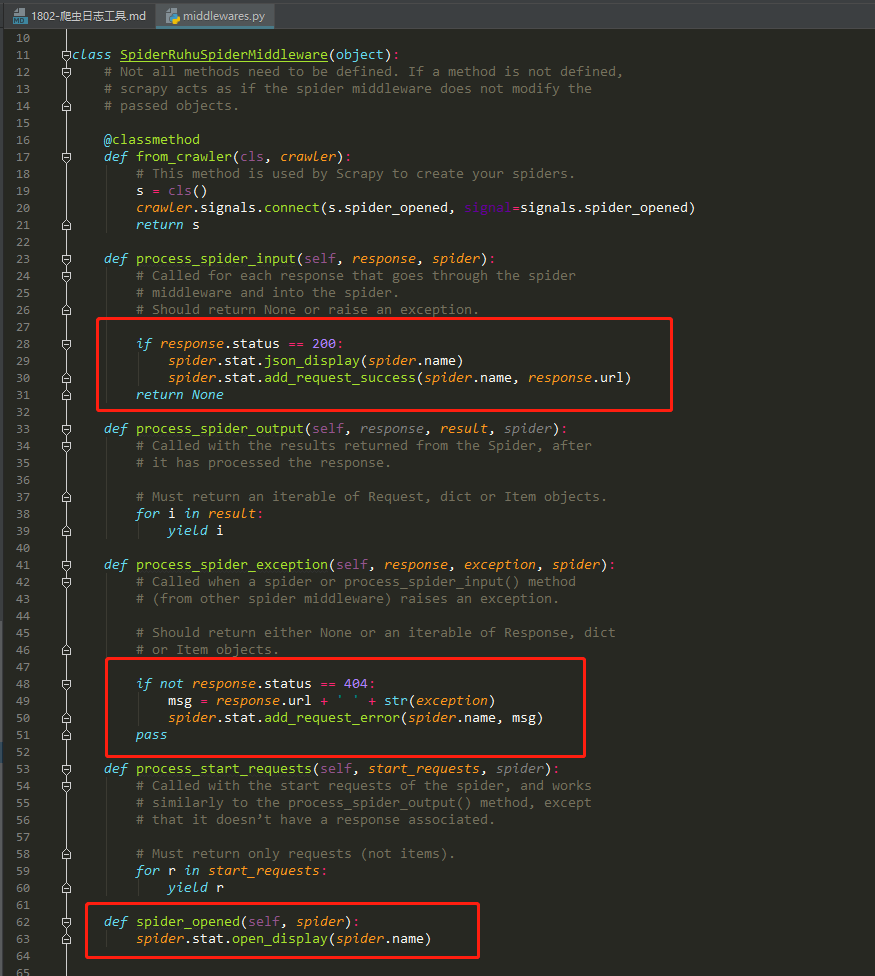 1802-爬虫日志工具.md middlewares.py
10
11 class SpiderRuhuSpiderMiddleware(object):
12     # Not all methods need to be defined. If a method is not defined,
13     # scrapy acts as if the spider middleware does not modify the
14     # passed objects.
15
16     @classmethod
17     def from_crawler(cls, crawler):
18         # This method is used by Scrapy to create your spiders.
19         s = cls()
20         crawler.signals.connect(s.spider_opened, signal=signals.spider_opened)
21         return s
22
23     def process_spider_input(self, response, spider):
24         # Called for each response that goes through the spider
25         # middleware and into the spider.
26         # Should return None or raise an exception.
27
28         if response.status == 200:
29             spider.stat.json_display(spider.name)
30             spider.stat.add_request_success(spider.name, response.url)
31         return None
32
33     def process_spider_output(self, response, result, spider):
34         # Called with the results returned from the Spider, after
35         # it has processed the response.
36
37         # Must return an iterable of Request, dict or Item objects.
38         for i in result:
39             yield i
40
41     def process_spider_exception(self, response, exception, spider):
42         # Called when a spider or process_spider_input() method
43         # (from other spider middleware) raises an exception.
44
45         # Should return either None or an iterable of Response, dict
46         # or Item objects.
47
48         if not response.status == 404:
49             msg = response.url + ' ' + str(exception)
50             spider.stat.add_request_error(spider.name, msg)
51         pass
52
53     def process_start_requests(self, start_requests, spider):
54         # Called with the start requests of the spider, and works
55         # similarly to the process_spider_output() method, except
56         # that it doesn’t have a response associated.
57
58         # Must return only requests (not items).
59         for r in start_requests:
60             yield r
61
62     def spider_opened(self, spider):
63         spider.stat.open_display(spider.name)
64
65